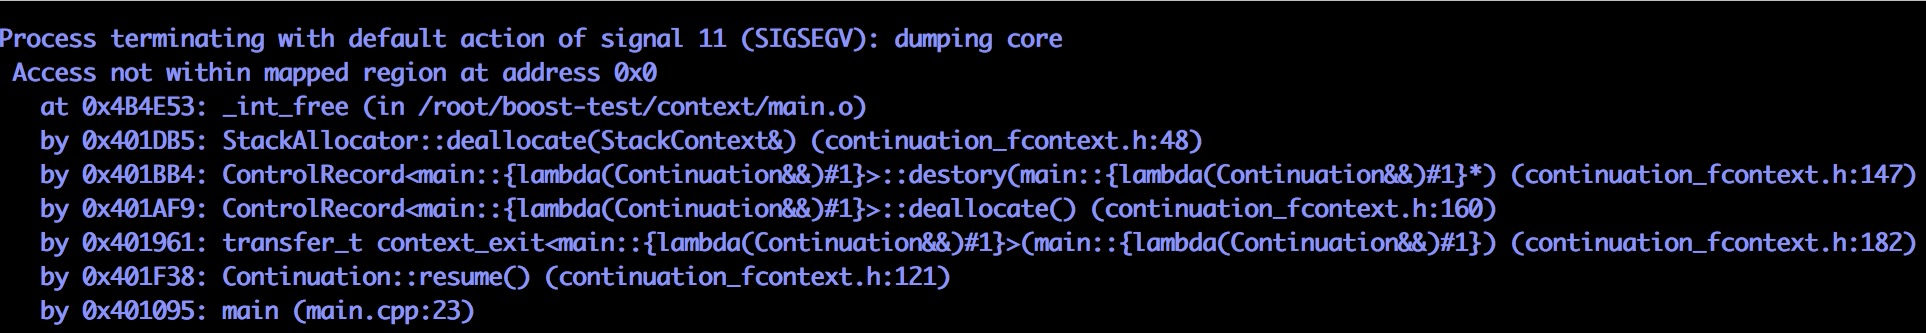 Process terminating with default action of signal 11 (SIGSEGV): dumping core
Access not within mapped region at address 0x0
at 0x4B4E53: _int_free (in /root/boost-test/context/main.o)
by 0x401DB5: StackAllocator::deallocate(StackContext&) (continuation_fcontext.h:48)
by 0x401BB4: ControlRecord<main::{lambda(Continuation&&)#1}>::destory(main::{lambda(Continuation&&)#1}*) (continuation_fcontext.h:147)
by 0x401AF9: ControlRecord<main::{lambda(Continuation&&)#1}>::deallocate() (continuation_fcontext.h:160)
by 0x401961: transfer_t context_exit<main::{lambda(Continuation&&)#1}>(main::{lambda(Continuation&&)#1}) (continuation_fcontext.h:182)
by 0x401F38: Continuation::resume() (continuation_fcontext.h:121)
by 0x401095: main (main.cpp:23)